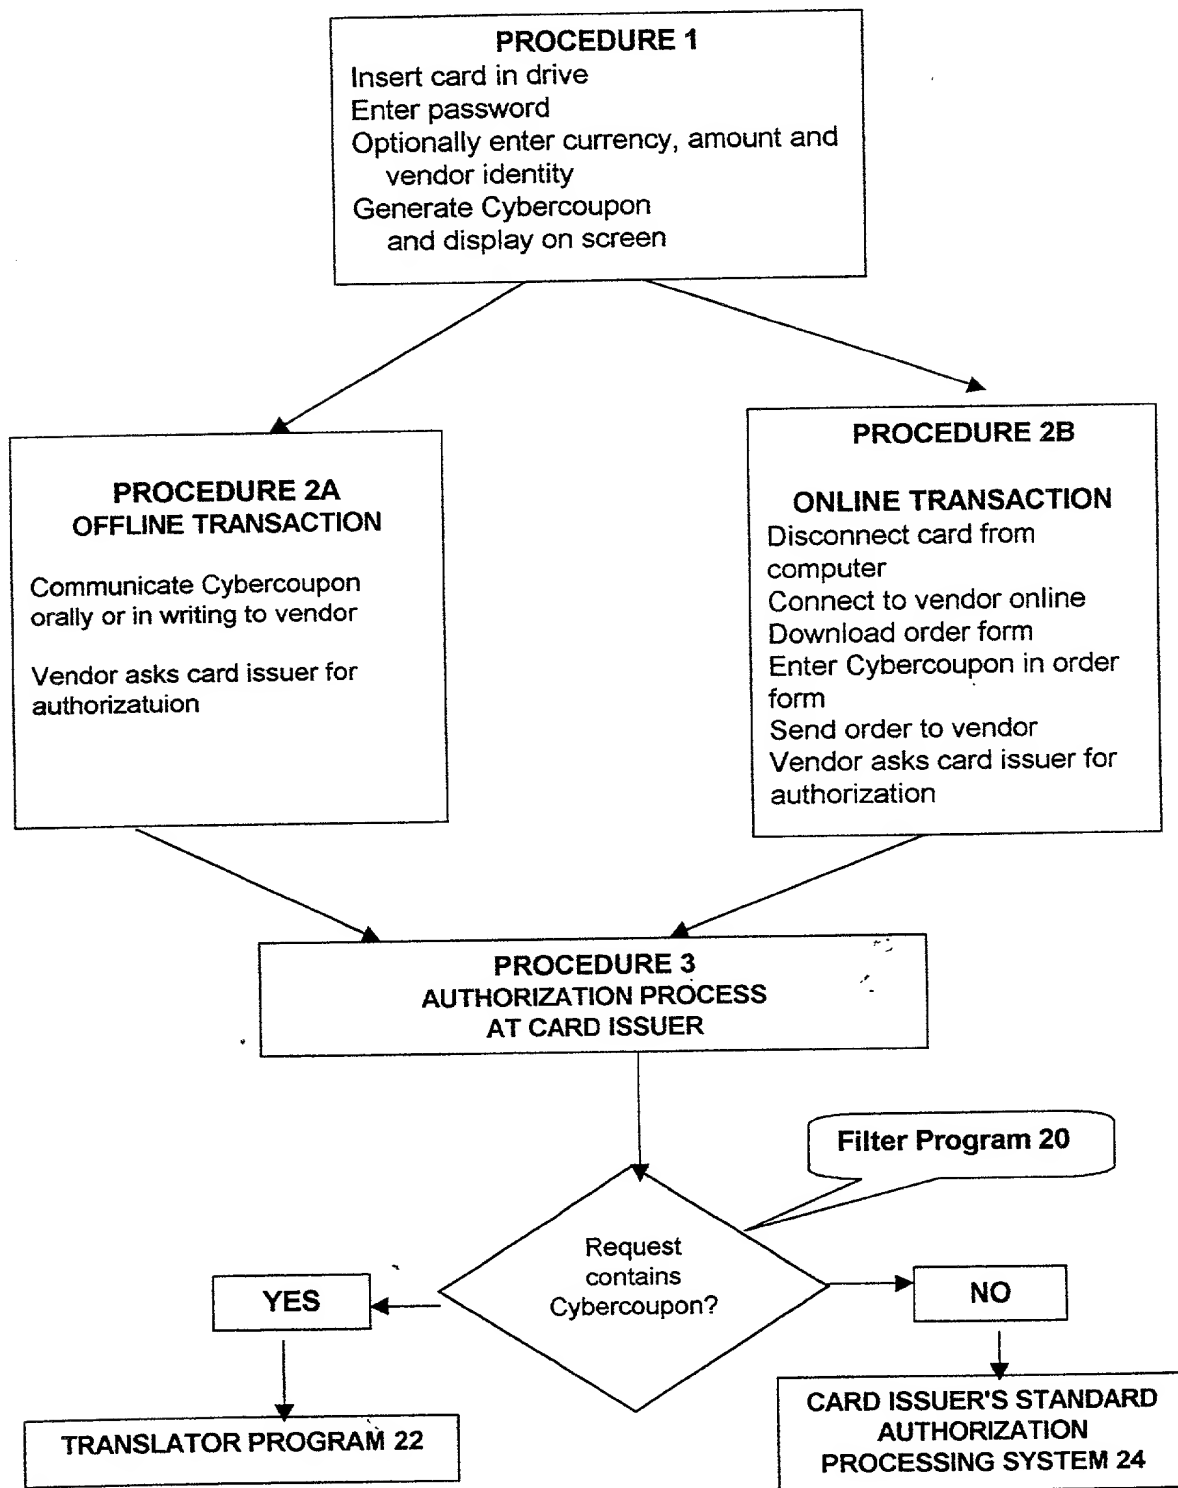 PROCEDURE 1
Insert card in drive
Enter password
Optionally enter currency, amount and
vendor identity
Generate Cybercoupon
and display on screen
PROCEDURE 2A
OFFLINE TRANSACTION
Communicate Cybercoupon
orally or in writing to vendor
Vendor asks card issuer for
authorizatuion
PROCEDURE 2B
ONLINE TRANSACTION
Disconnect card from
computer
Connect to vendor online
Download order form
Enter Cybercoupon in order
form
Send order to vendor
Vendor asks card issuer for
authorization
PROCEDURE 3
AUTHORIZATION PROCESS
AT CARD ISSUER
Filter Program 20
Request
contains
Cybercoupon?
YES
NO
TRANSLATOR PROGRAM 22
CARD ISSUER'S STANDARD
AUTHORIZATION
PROCESSING SYSTEM 24